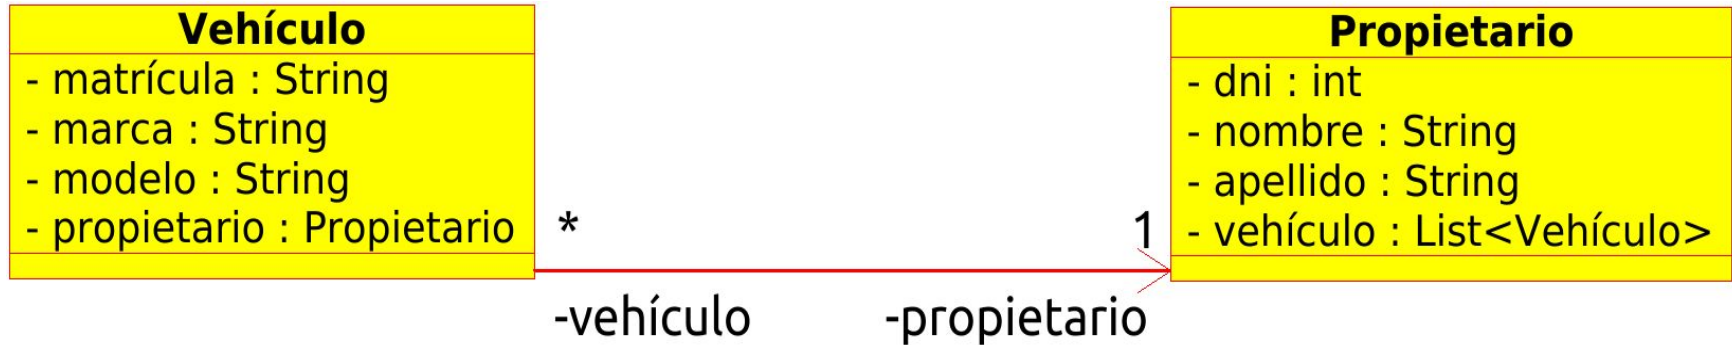 Vehículo
- matrícula : String
- marca : String
- modelo : String
- propietario : Propietario
*
1
-vehículo
-propietario
Propietario
- dni : int
- nombre : String
- apellido : String
- vehículo : List<Vehículo>